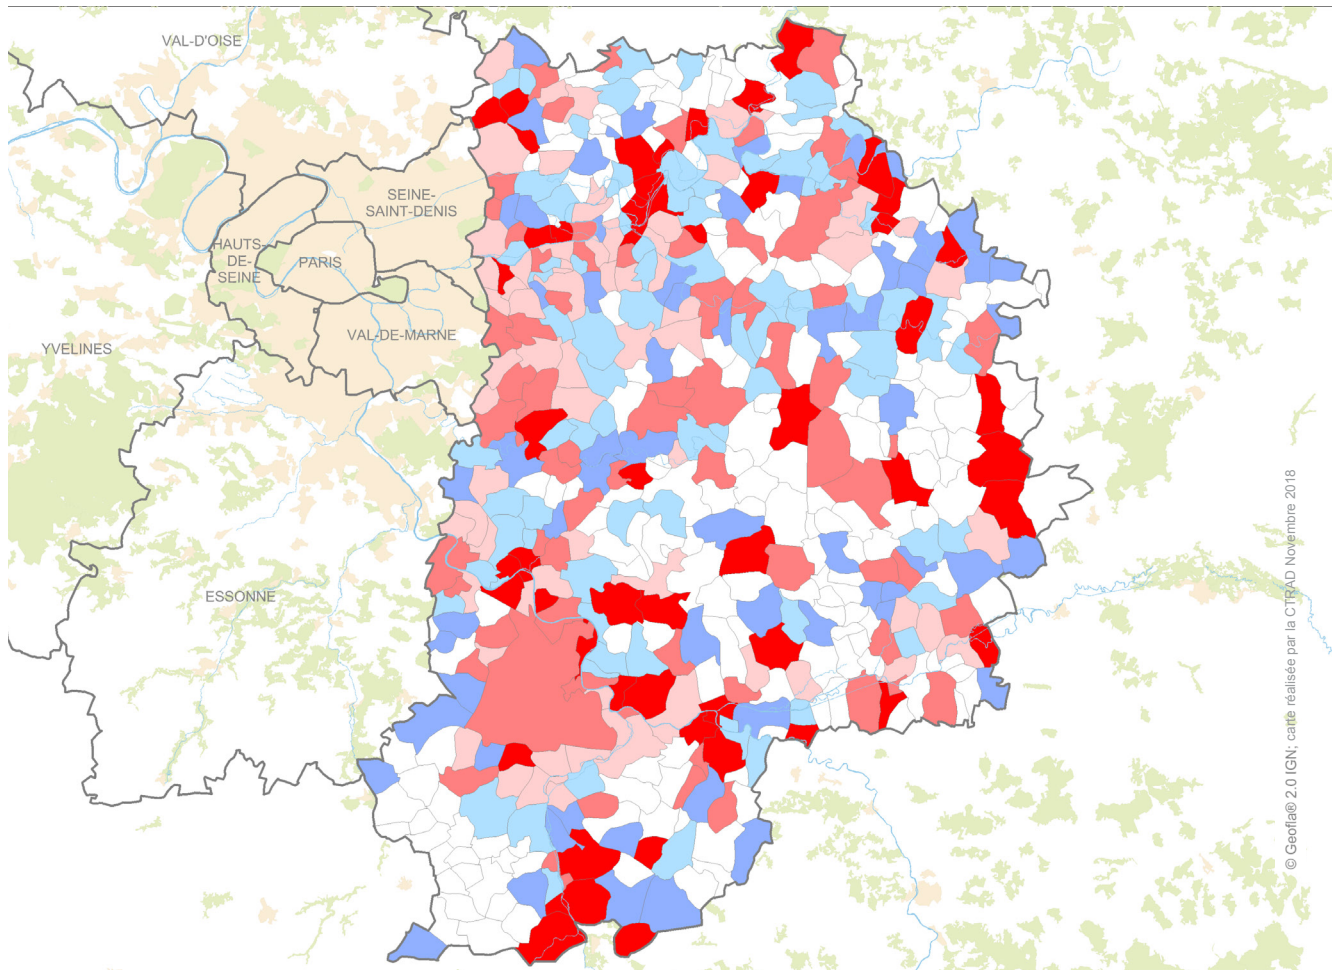 VAL-D'OISE
SEINE-
SAINT-DENIS
HAUTS-
DE-
SEINE
PARIS
VAL-DE-MARNE
YVELINES
ESSONNE
© Geofla® 2.0 IGN; carte réalisée par la CTRAD Novembre 2018